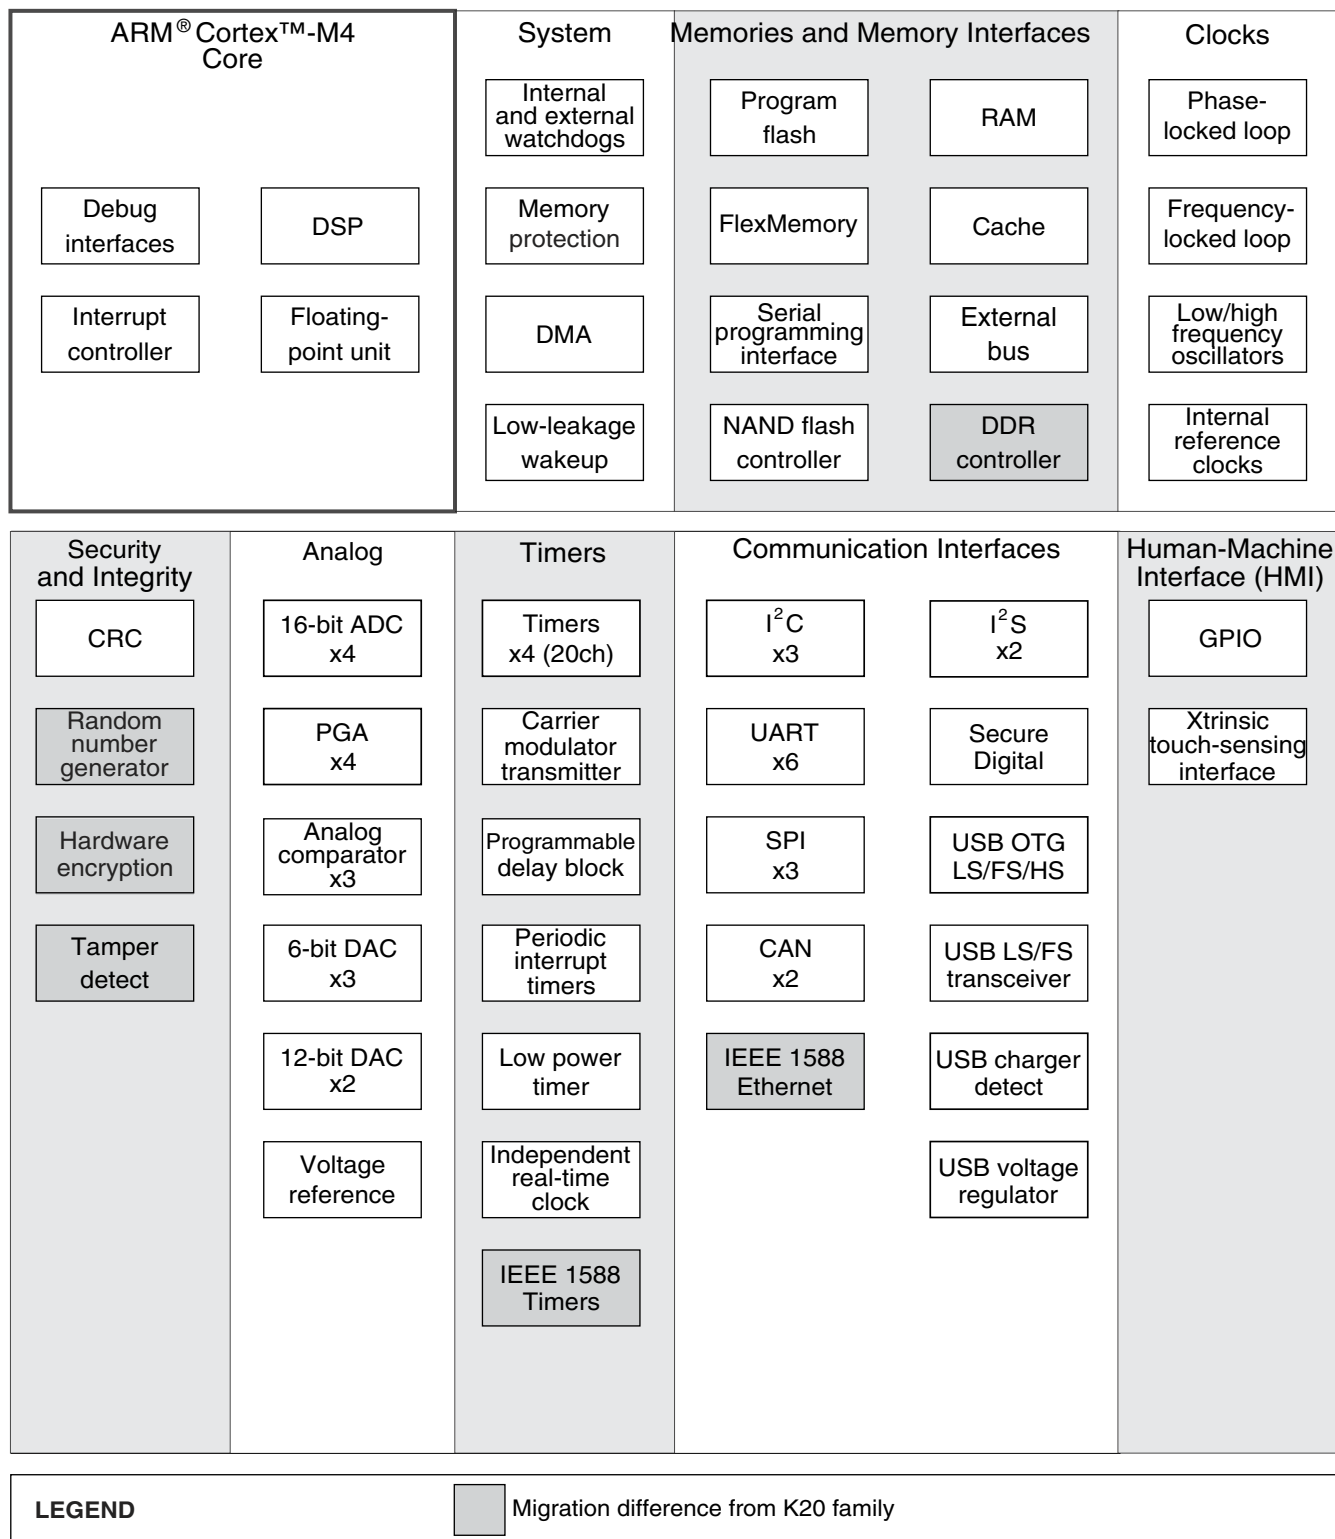 ARM® Cortex™-M4
Core
Debug
interfaces
DSP
Interrupt
controller
Floating-
point unit
System
Internal
and external
watchdogs
Memory
protection
DMA
Low-leakage
wakeup
Memories and Memory Interfaces
Program
flash
RAM
FlexMemory
Cache
Serial
programming
interface
External
bus
NAND flash
controller
DDR
controller
Clocks
Phase-
locked loop
Frequency-
locked loop
Low/high
frequency
oscillators
Internal
reference
clocks
Security
and Integrity
CRC
Random
number
generator
Hardware
encryption
Tamper
detect
Analog
16-bit ADC
x4
PGA
x4
Analog
comparator
x3
6-bit DAC
x3
12-bit DAC
x2
Voltage
reference
Timers
Timers
x4 (20ch)
Carrier
modulator
transmitter
Programmable
delay block
Periodic
interrupt
timers
Low power
timer
Independent
real-time
clock
IEEE 1588
Timers
Communication Interfaces
I²C
x3
I²S
x2
UART
x6
Secure
Digital
SPI
x3
USB OTG
LS/FS/HS
CAN
x2
USB LS/FS
transceiver
IEEE 1588
Ethernet
USB charger
detect
USB voltage
regulator
Human-Machine
Interface (HMI)
GPIO
Xtrinsic
touch-sensing
interface
LEGEND
Migration difference from K20 family